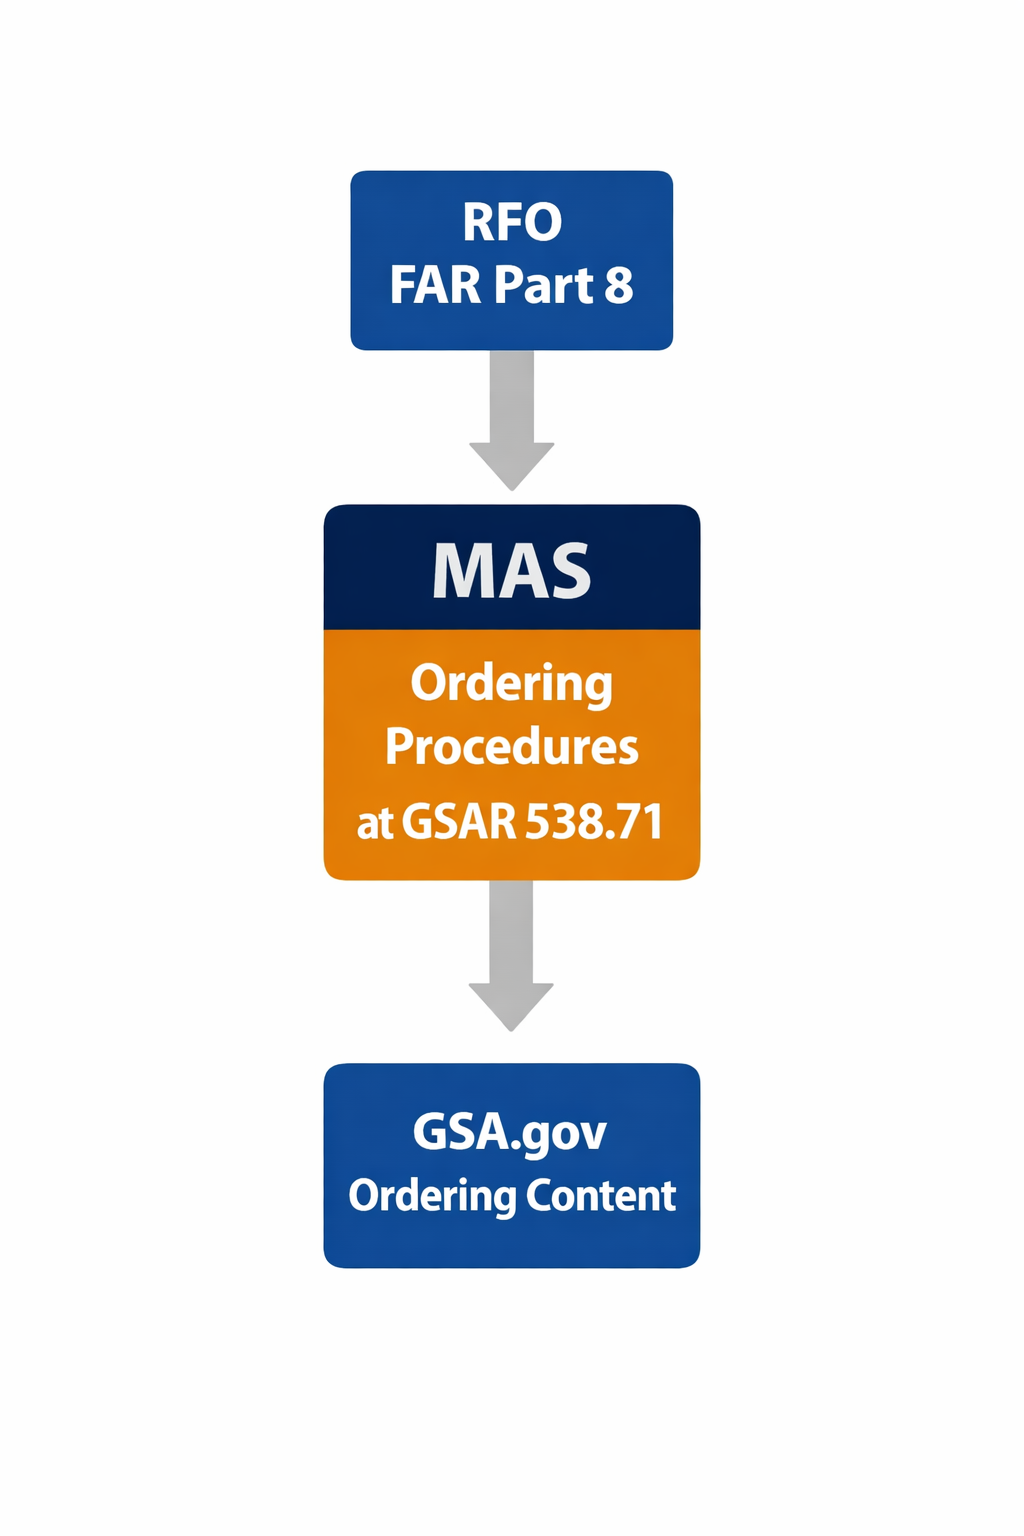 RFO
FAR Part 8
MAS
Ordering
Procedures
at GSAR 538.71
GSA.gov
Ordering Content